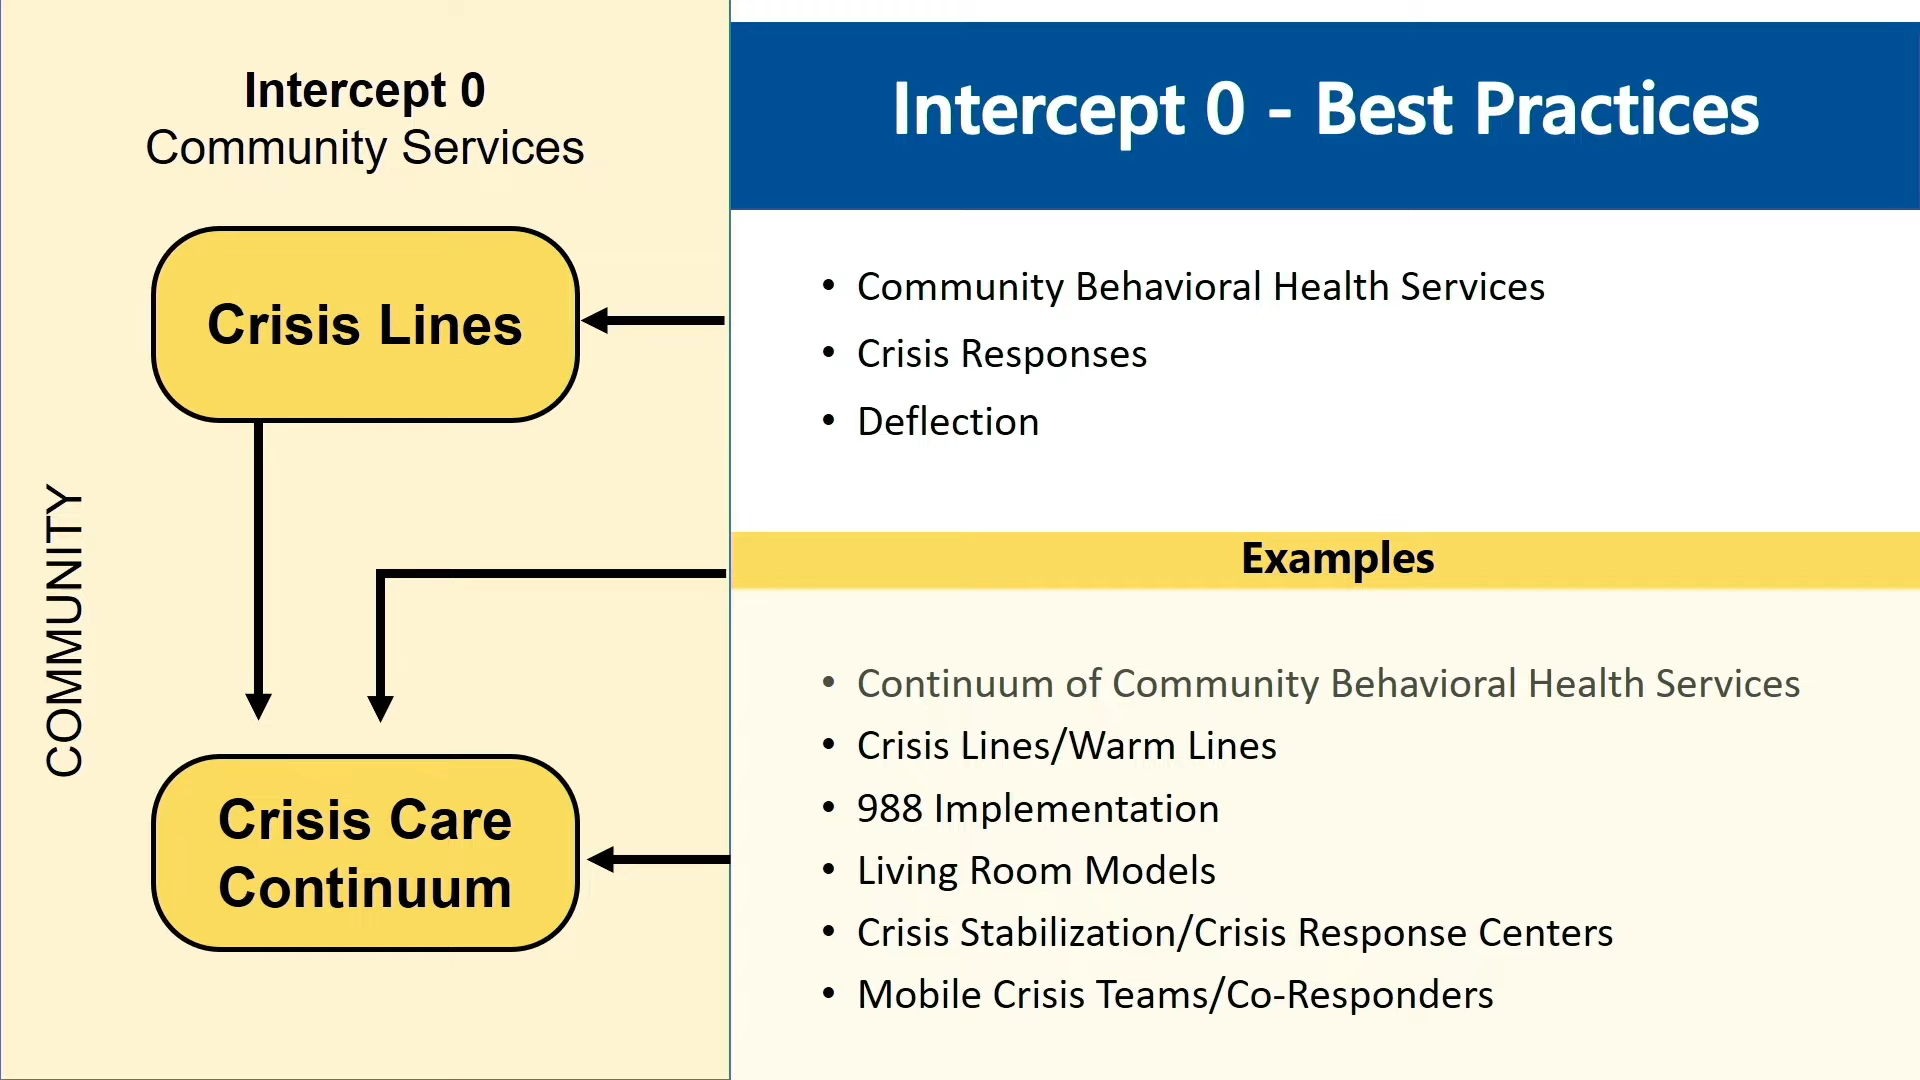 Intercept 0
Community Services
Crisis Lines
COMMUNITY
Crisis Care
Continuum
Intercept 0 - Best Practices
• Community Behavioral Health Services
• Crisis Responses
• Deflection
Examples
• Continuum of Community Behavioral Health Services
• Crisis Lines/Warm Lines
• 988 Implementation
• Living Room Models
• Crisis Stabilization/Crisis Response Centers
• Mobile Crisis Teams/Co-Responders